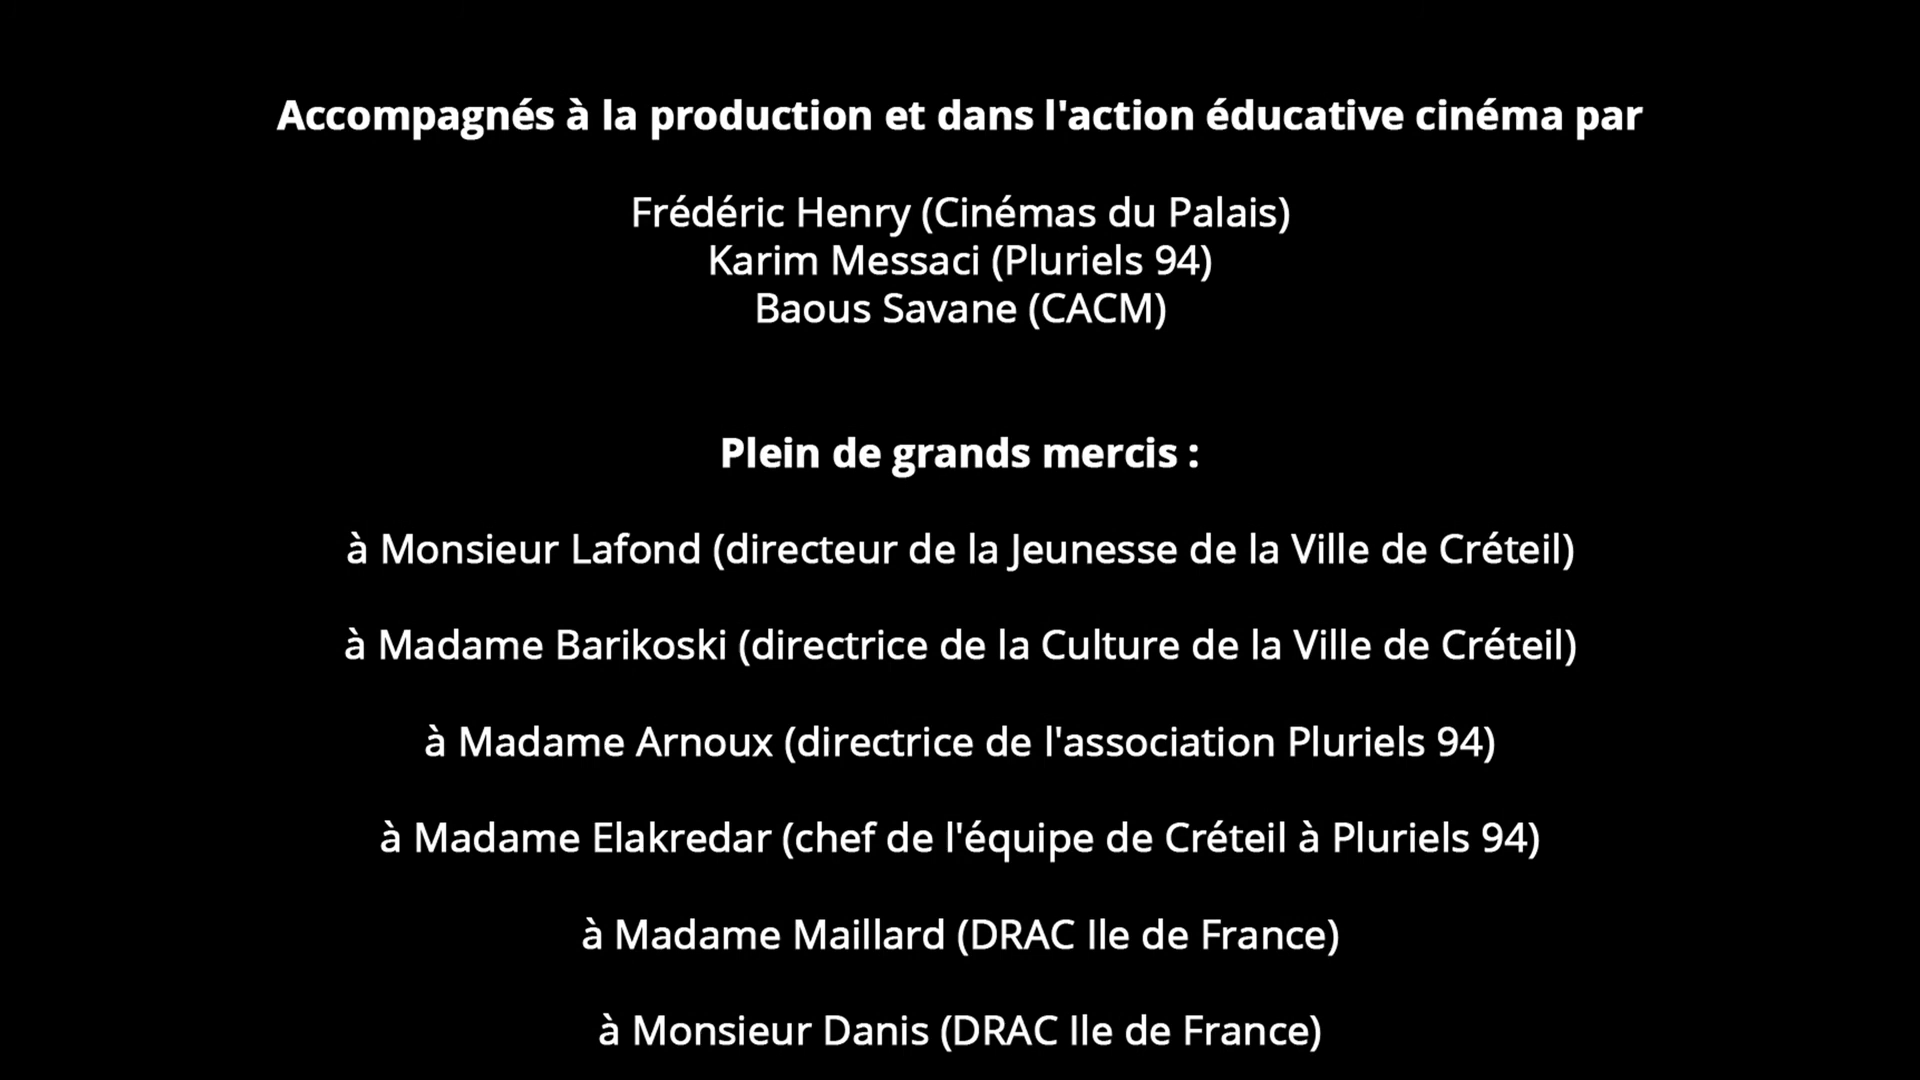 Accompagnés à la production et dans l'action éducative cinéma par
Frédéric Henry (Cinémas du Palais)
Karim Messaci (Pluriels 94)
Baous Savane (CACM)
Plein de grands mercis :
à Monsieur Lafond (directeur de la Jeunesse de la Ville de Créteil)
à Madame Barikoski (directrice de la Culture de la Ville de Créteil)
à Madame Arnoux (directrice de l'association Pluriels 94)
à Madame Elakredar (chef de l'équipe de Créteil à Pluriels 94)
à Madame Maillard (DRAC Ile de France)
à Monsieur Danis (DRAC Ile de France)